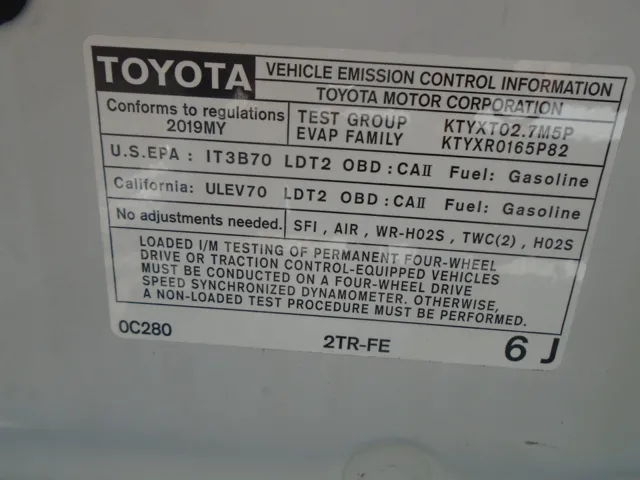 TOYOTA
VEHICLE EMISSION CONTROL INFORMATION
TOYOTA MOTOR CORPORATION
Conforms to regulations
2019MY
TEST GROUP KTYXT02.7M5P
EVAP FAMILY KTYXR0165P82
U.S.EPA : IT3B70 LDT2 OBD : CAII Fuel: Gasoline
California: ULEV70 LDT2 OBD : CAII Fuel: Gasoline
No adjustments needed.
SFI , AIR , WR-HO2S , TWC(2) , HO2S
LOADED I/M TESTING OF PERMANENT FOUR-WHEEL
DRIVE OR TRACTION CONTROL-EQUIPPED VEHICLES
MUST BE CONDUCTED ON A FOUR-WHEEL DRIVE
SPEED SYNCHRONIZED DYNAMOMETER. OTHERWISE,
A NON-LOADED TEST PROCEDURE MUST BE PERFORMED.
0C280 2TR-FE 6 J